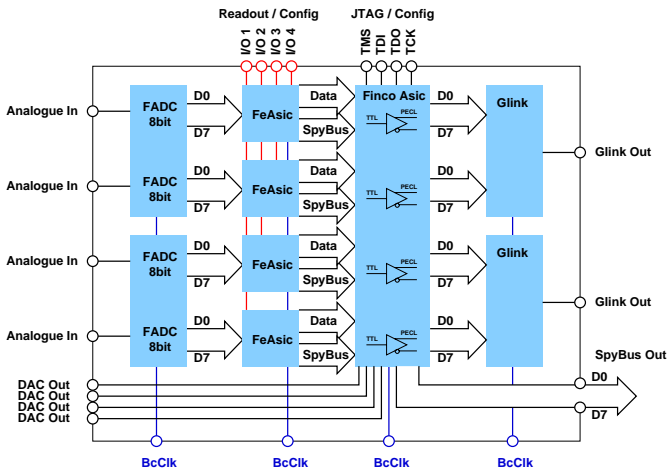 Readout / Config
JTAG / Config
I/O 1
I/O 2
I/O 3
I/O 4
TMS
TDI
TDO
TCK
Analogue In
FADC
8bit
D0
D7
FeAsic
Data
SpyBus
Finco Asic
TTL
PECL
D0
D7
Glink
Glink Out
Analogue In
FADC
8bit
D0
D7
FeAsic
Data
SpyBus
TTL
PECL
D0
D7
Analogue In
FADC
8bit
D0
D7
FeAsic
Data
SpyBus
TTL
PECL
D0
D7
Glink
Glink Out
Analogue In
FADC
8bit
D0
D7
FeAsic
Data
SpyBus
TTL
PECL
D0
D7
SpyBus Out
D0
D7
DAC Out
DAC Out
DAC Out
DAC Out
BcClk
BcClk
BcClk
BcClk